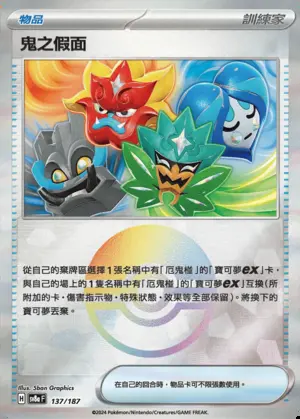 物品
訓練家
鬼之假面
從自己的棄牌區選擇1張名稱中有「厄鬼椪」的「寶可夢ex」卡,
與自己的場上的1隻名稱中有「厄鬼椪」的「寶可夢ex」互換(所
附加的卡、傷害指示物、特殊狀態、效果等全部保留)。將換下的
寶可夢丟棄。
Illus. 5ban Graphics
H SV8a F 137/187
在自己的回合時,物品卡可不限張數使用。
©2024 Pokémon/Nintendo/Creatures/GAME FREAK.